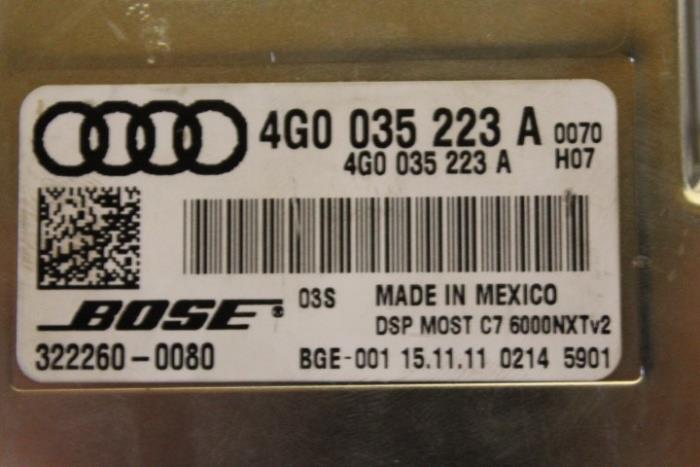 4G0 035 223 A 0070
4G0 035 223 A H07
BOSE® 03S MADE IN MEXICO
DSP MOST C7 6000NXTv2
322260-0080 BGE-001 15.11.11 0214 5901